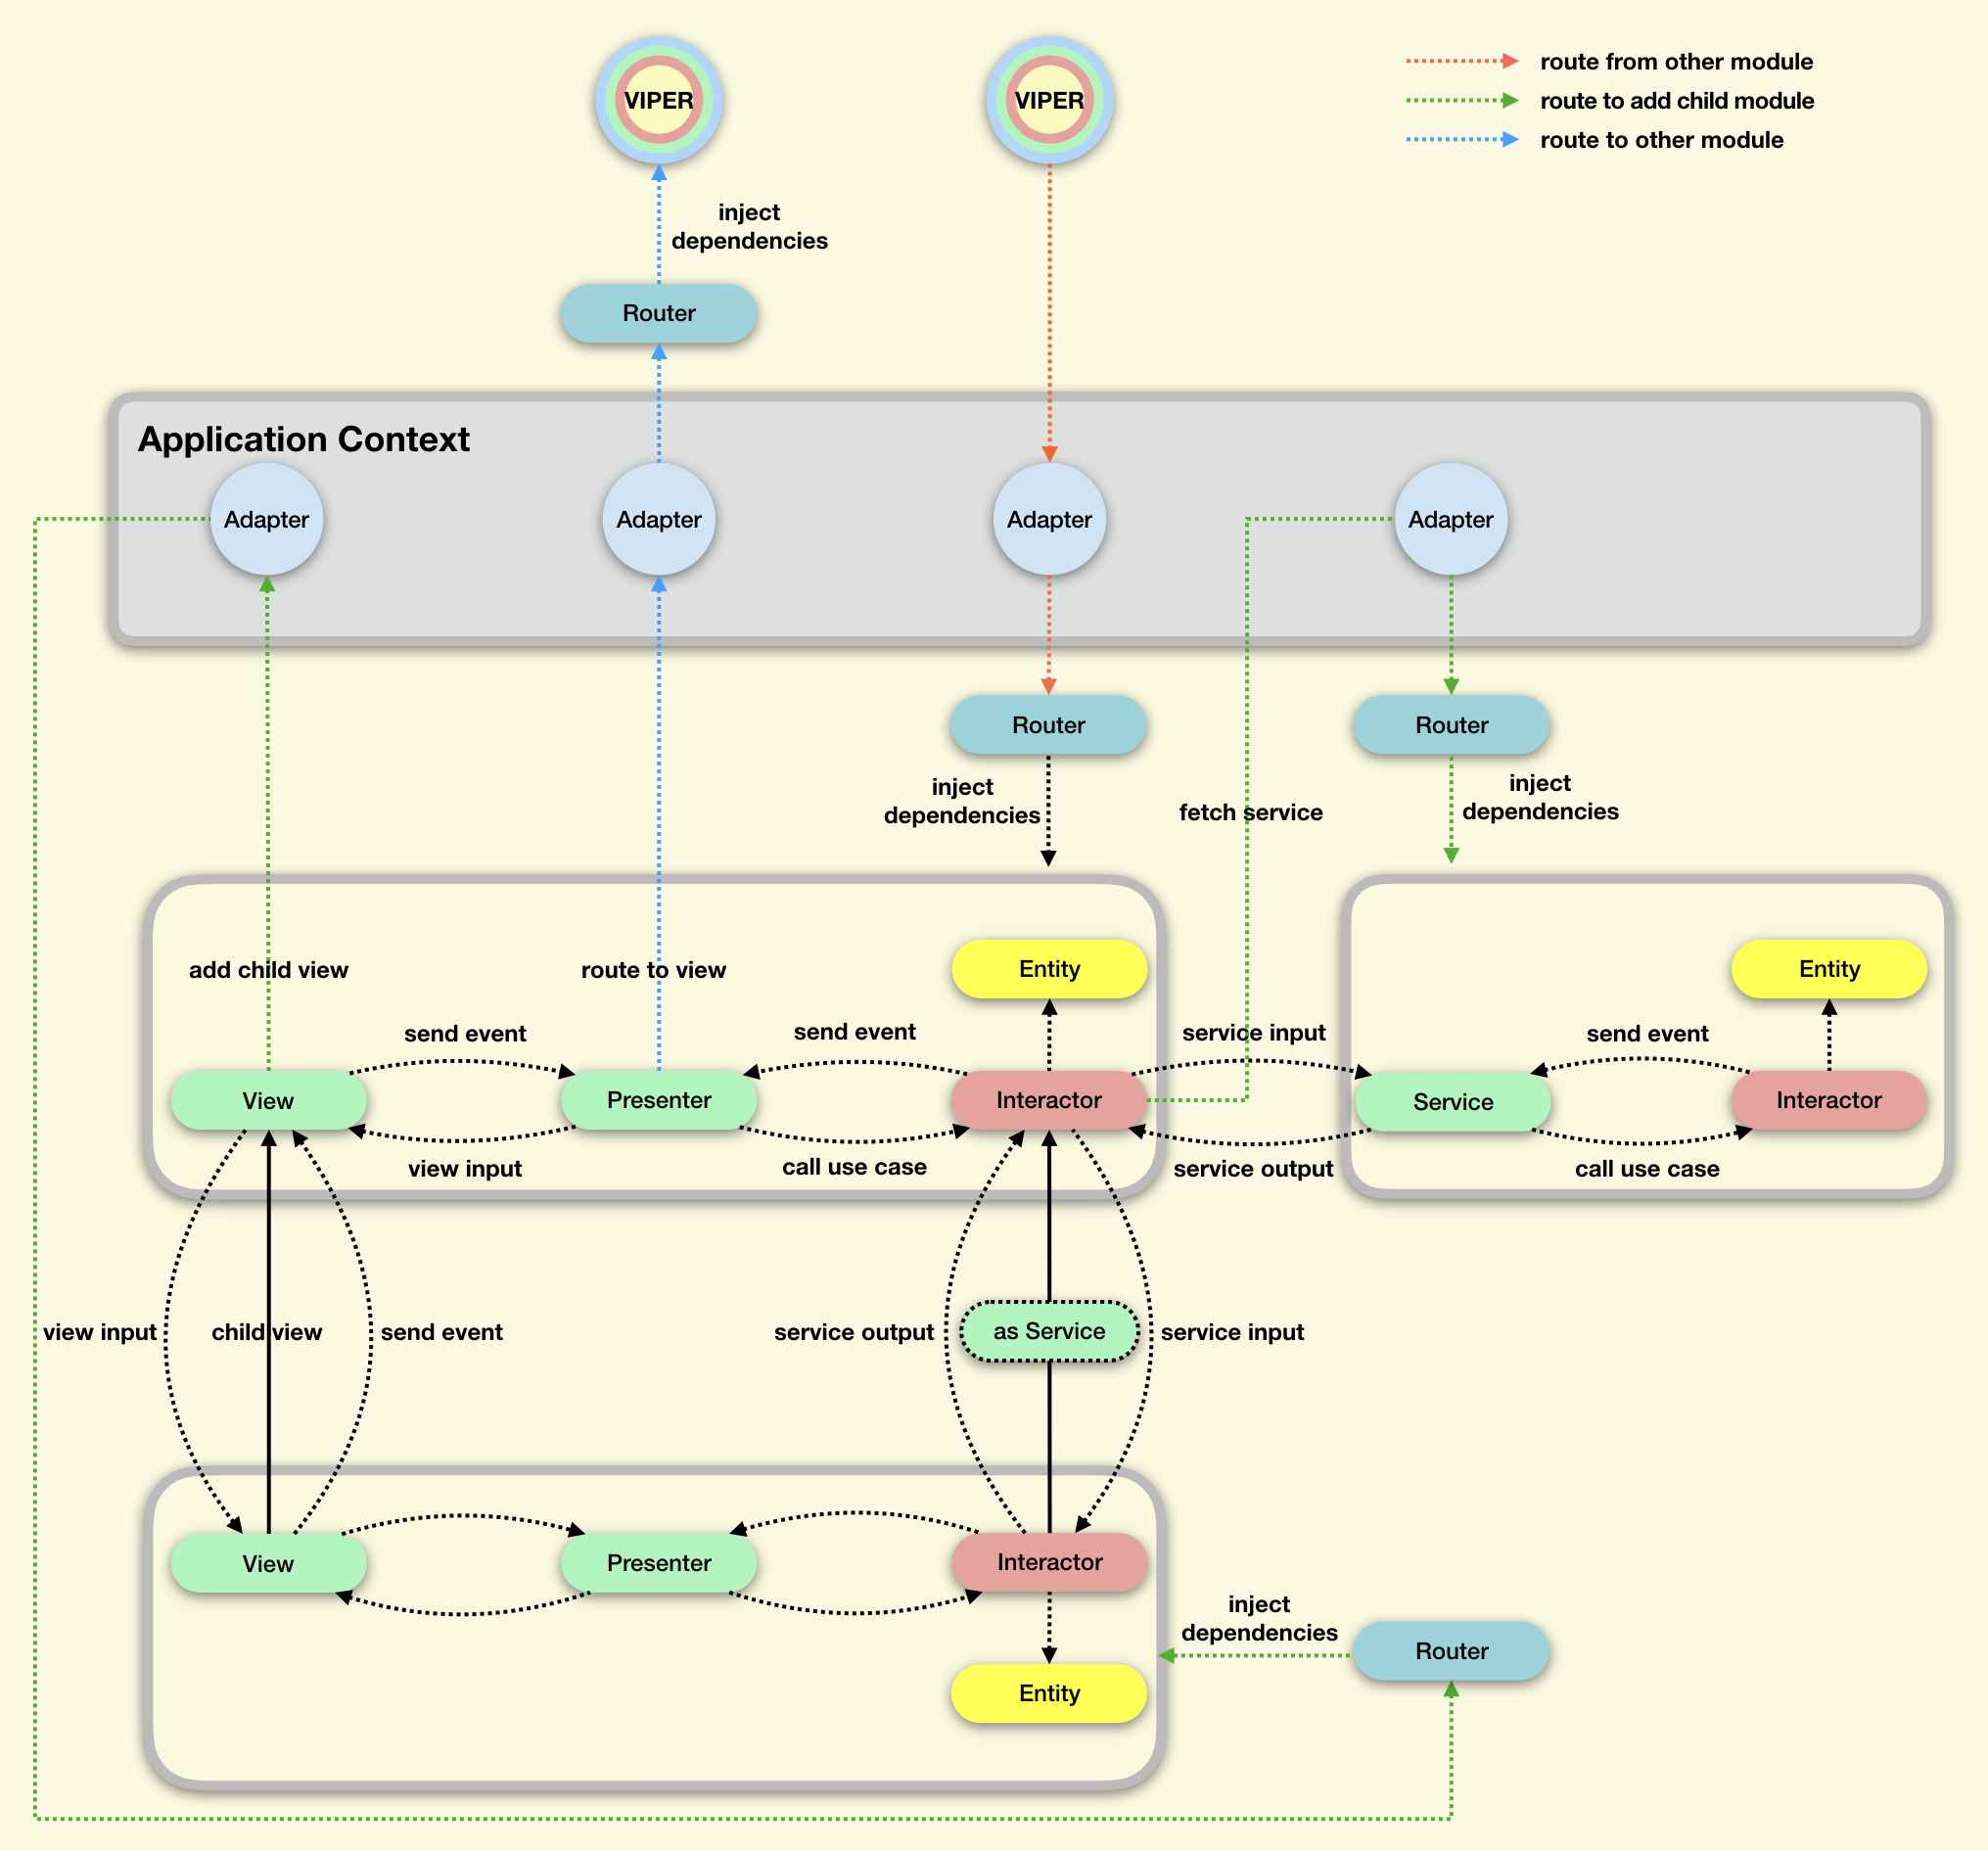 VIPER
VIPER
route from other module
route to add child module
route to other module
inject
dependencies
Router
Application Context
Adapter
Adapter
Adapter
Adapter
Router
Router
inject
dependencies
fetch service
inject
dependencies
add child view
route to view
Entity
Entity
send event
send event
service input
send event
View
Presenter
Interactor
Service
Interactor
view input
call use case
service output
call use case
view input
child view
send event
service output
as Service
service input
View
Presenter
Interactor
inject
dependencies
Router
Entity